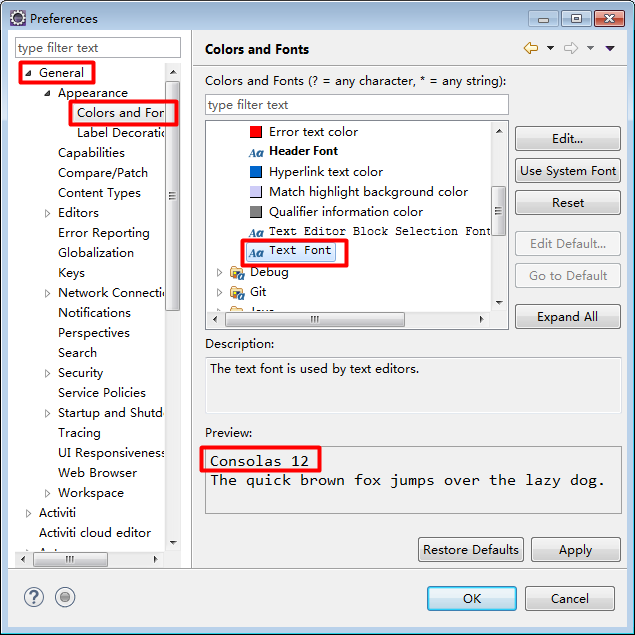 Preferences
type filter text
General
Appearance
Colors and Fon
Label Decoratic
Capabilities
Compare/Patch
Content Types
Editors
Error Reporting
Globalization
Keys
Network Connecti
Notifications
Perspectives
Search
Security
Service Policies
Startup and Shutd
Tracing
UI Responsiveness
Web Browser
Workspace
Activiti
Activiti cloud editor
Colors and Fonts
Colors and Fonts (? = any character, * = any string):
type filter text
Error text color
Aa Header Font
Hyperlink text color
Match highlight background color
Qualifier information color
Aa Text Editor Block Selection Font
Aa Text Font
Debug
Git
Edit...
Use System Font
Reset
Edit Default...
Go to Default
Expand All
Description:
The text font is used by text editors.
Preview:
Consolas 12
The quick brown fox jumps over the lazy dog.
Restore Defaults
Apply
?
OK
Cancel